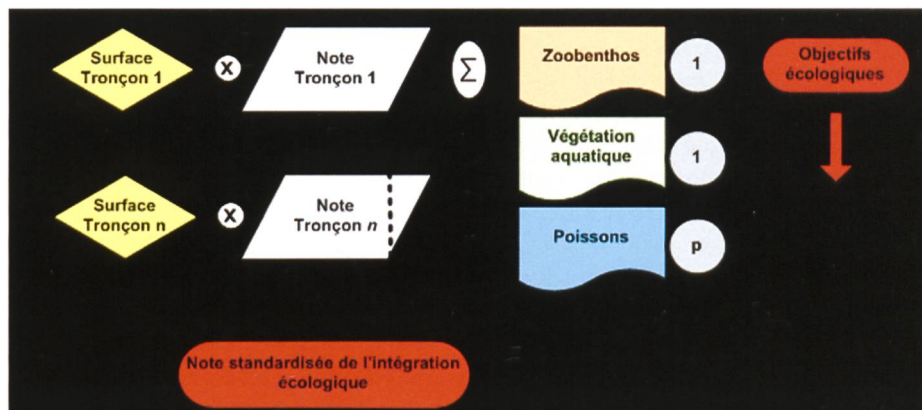 Surface
Tronçon 1
X
Note
Tronçon 1
Σ
Zoobenthos
1
Objectifs
écologiques
Végétation
aquatique
1
Surface
Tronçon n
X
Note
Tronçon n
Poissons
p
Note standardisée de l'intégration
écologique